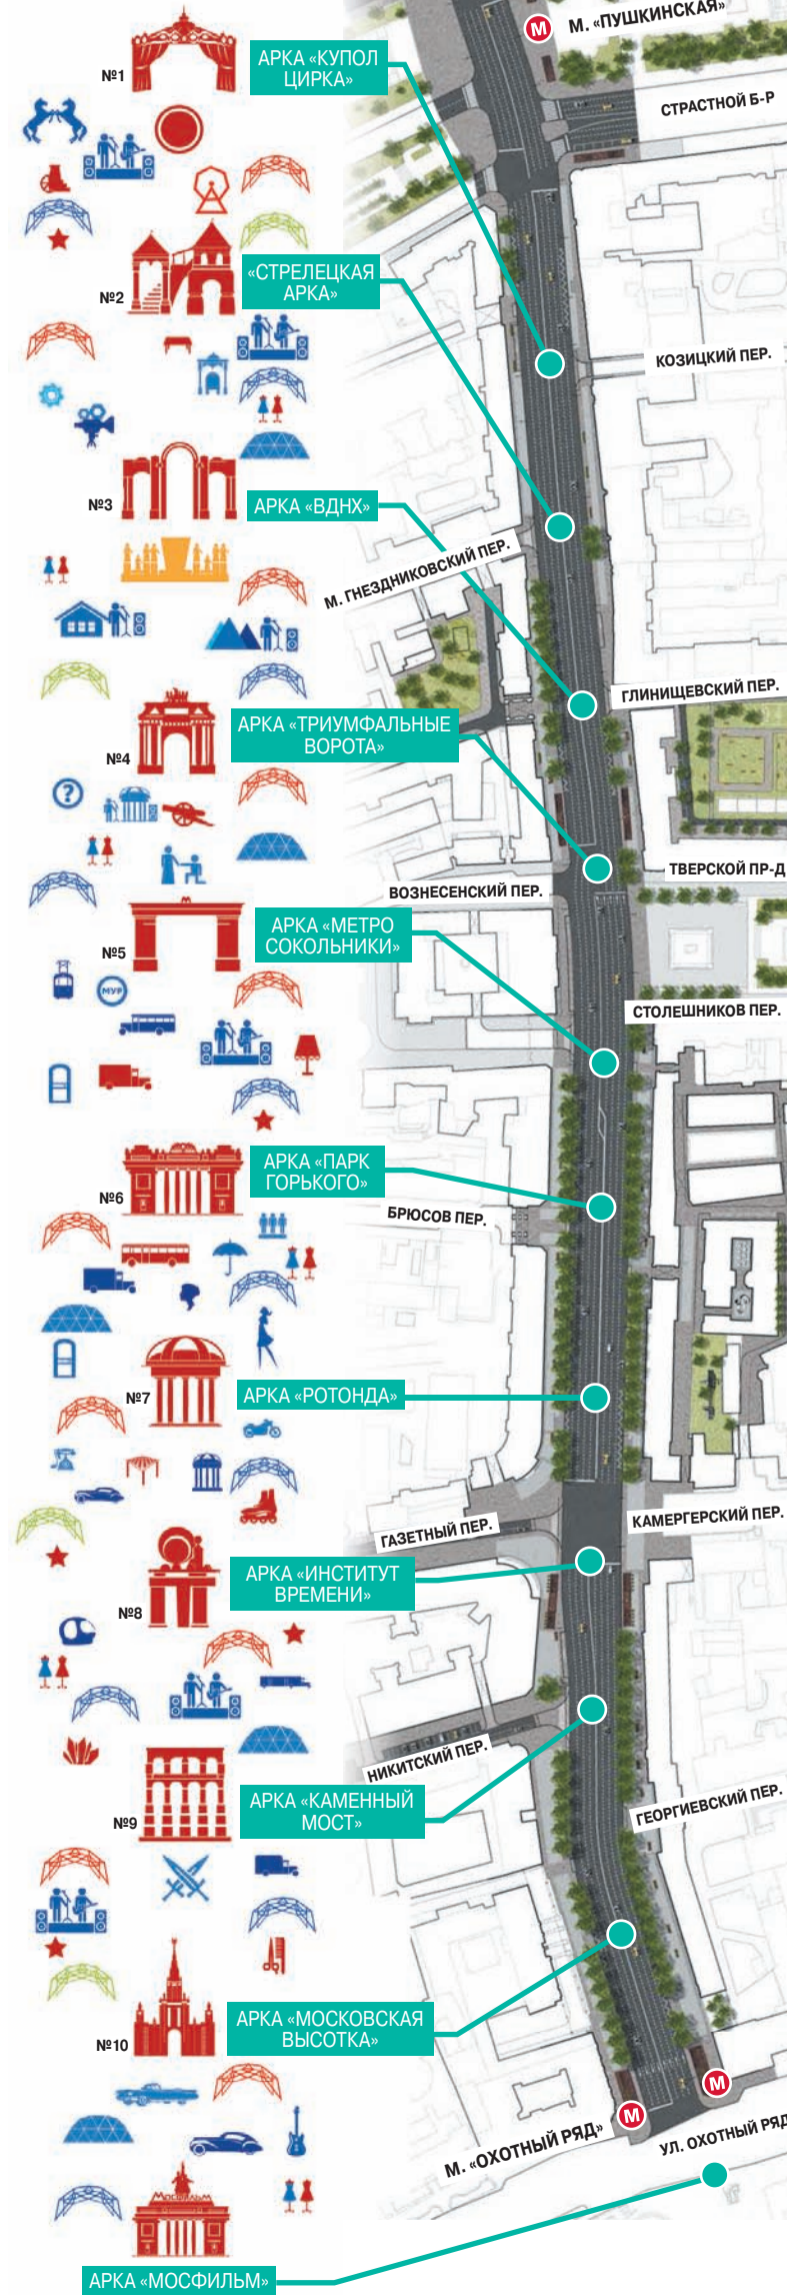 М
М. «ПУШКИНСКАЯ»
№1
АРКА «КУПОЛ
ЦИРКА»
СТРАСТНОЙ Б-Р
№2
«СТРЕЛЕЦКАЯ
АРКА»
КОЗИЦКИЙ ПЕР.
№3
АРКА «ВДНХ»
М. ГНЕЗДНИКОВСКИЙ ПЕР.
ГЛИНИЩЕВСКИЙ ПЕР.
№4
АРКА «ТРИУМФАЛЬНЫЕ
ВОРОТА»
?
ТВЕРСКОЙ ПР-Д
ВОЗНЕСЕНСКИЙ ПЕР.
№5
АРКА «МЕТРО
СОКОЛЬНИКИ»
МУР
СТОЛЕШНИКОВ ПЕР.
№6
АРКА «ПАРК
ГОРЬКОГО»
БРЮСОВ ПЕР.
№7
АРКА «РОТОНДА»
КАМЕРГЕРСКИЙ ПЕР.
ГАЗЕТНЫЙ ПЕР.
№8
АРКА «ИНСТИТУТ
ВРЕМЕНИ»
НИКИТСКИЙ ПЕР.
№9
АРКА «КАМЕННЫЙ
МОСТ»
ГЕОРГИЕВСКИЙ ПЕР.
№10
АРКА «МОСКОВСКАЯ
ВЫСОТКА»
М
М
М. «ОХОТНЫЙ РЯД»
УЛ. ОХОТНЫЙ РЯД
МОСФИЛЬМ
АРКА «МОСФИЛЬМ»